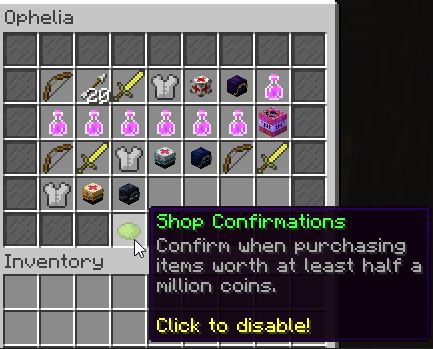 Ophelia
20
Shop Confirmations
Confirm when purchasing
items worth at least half a
million coins.
Click to disable!
Inventory